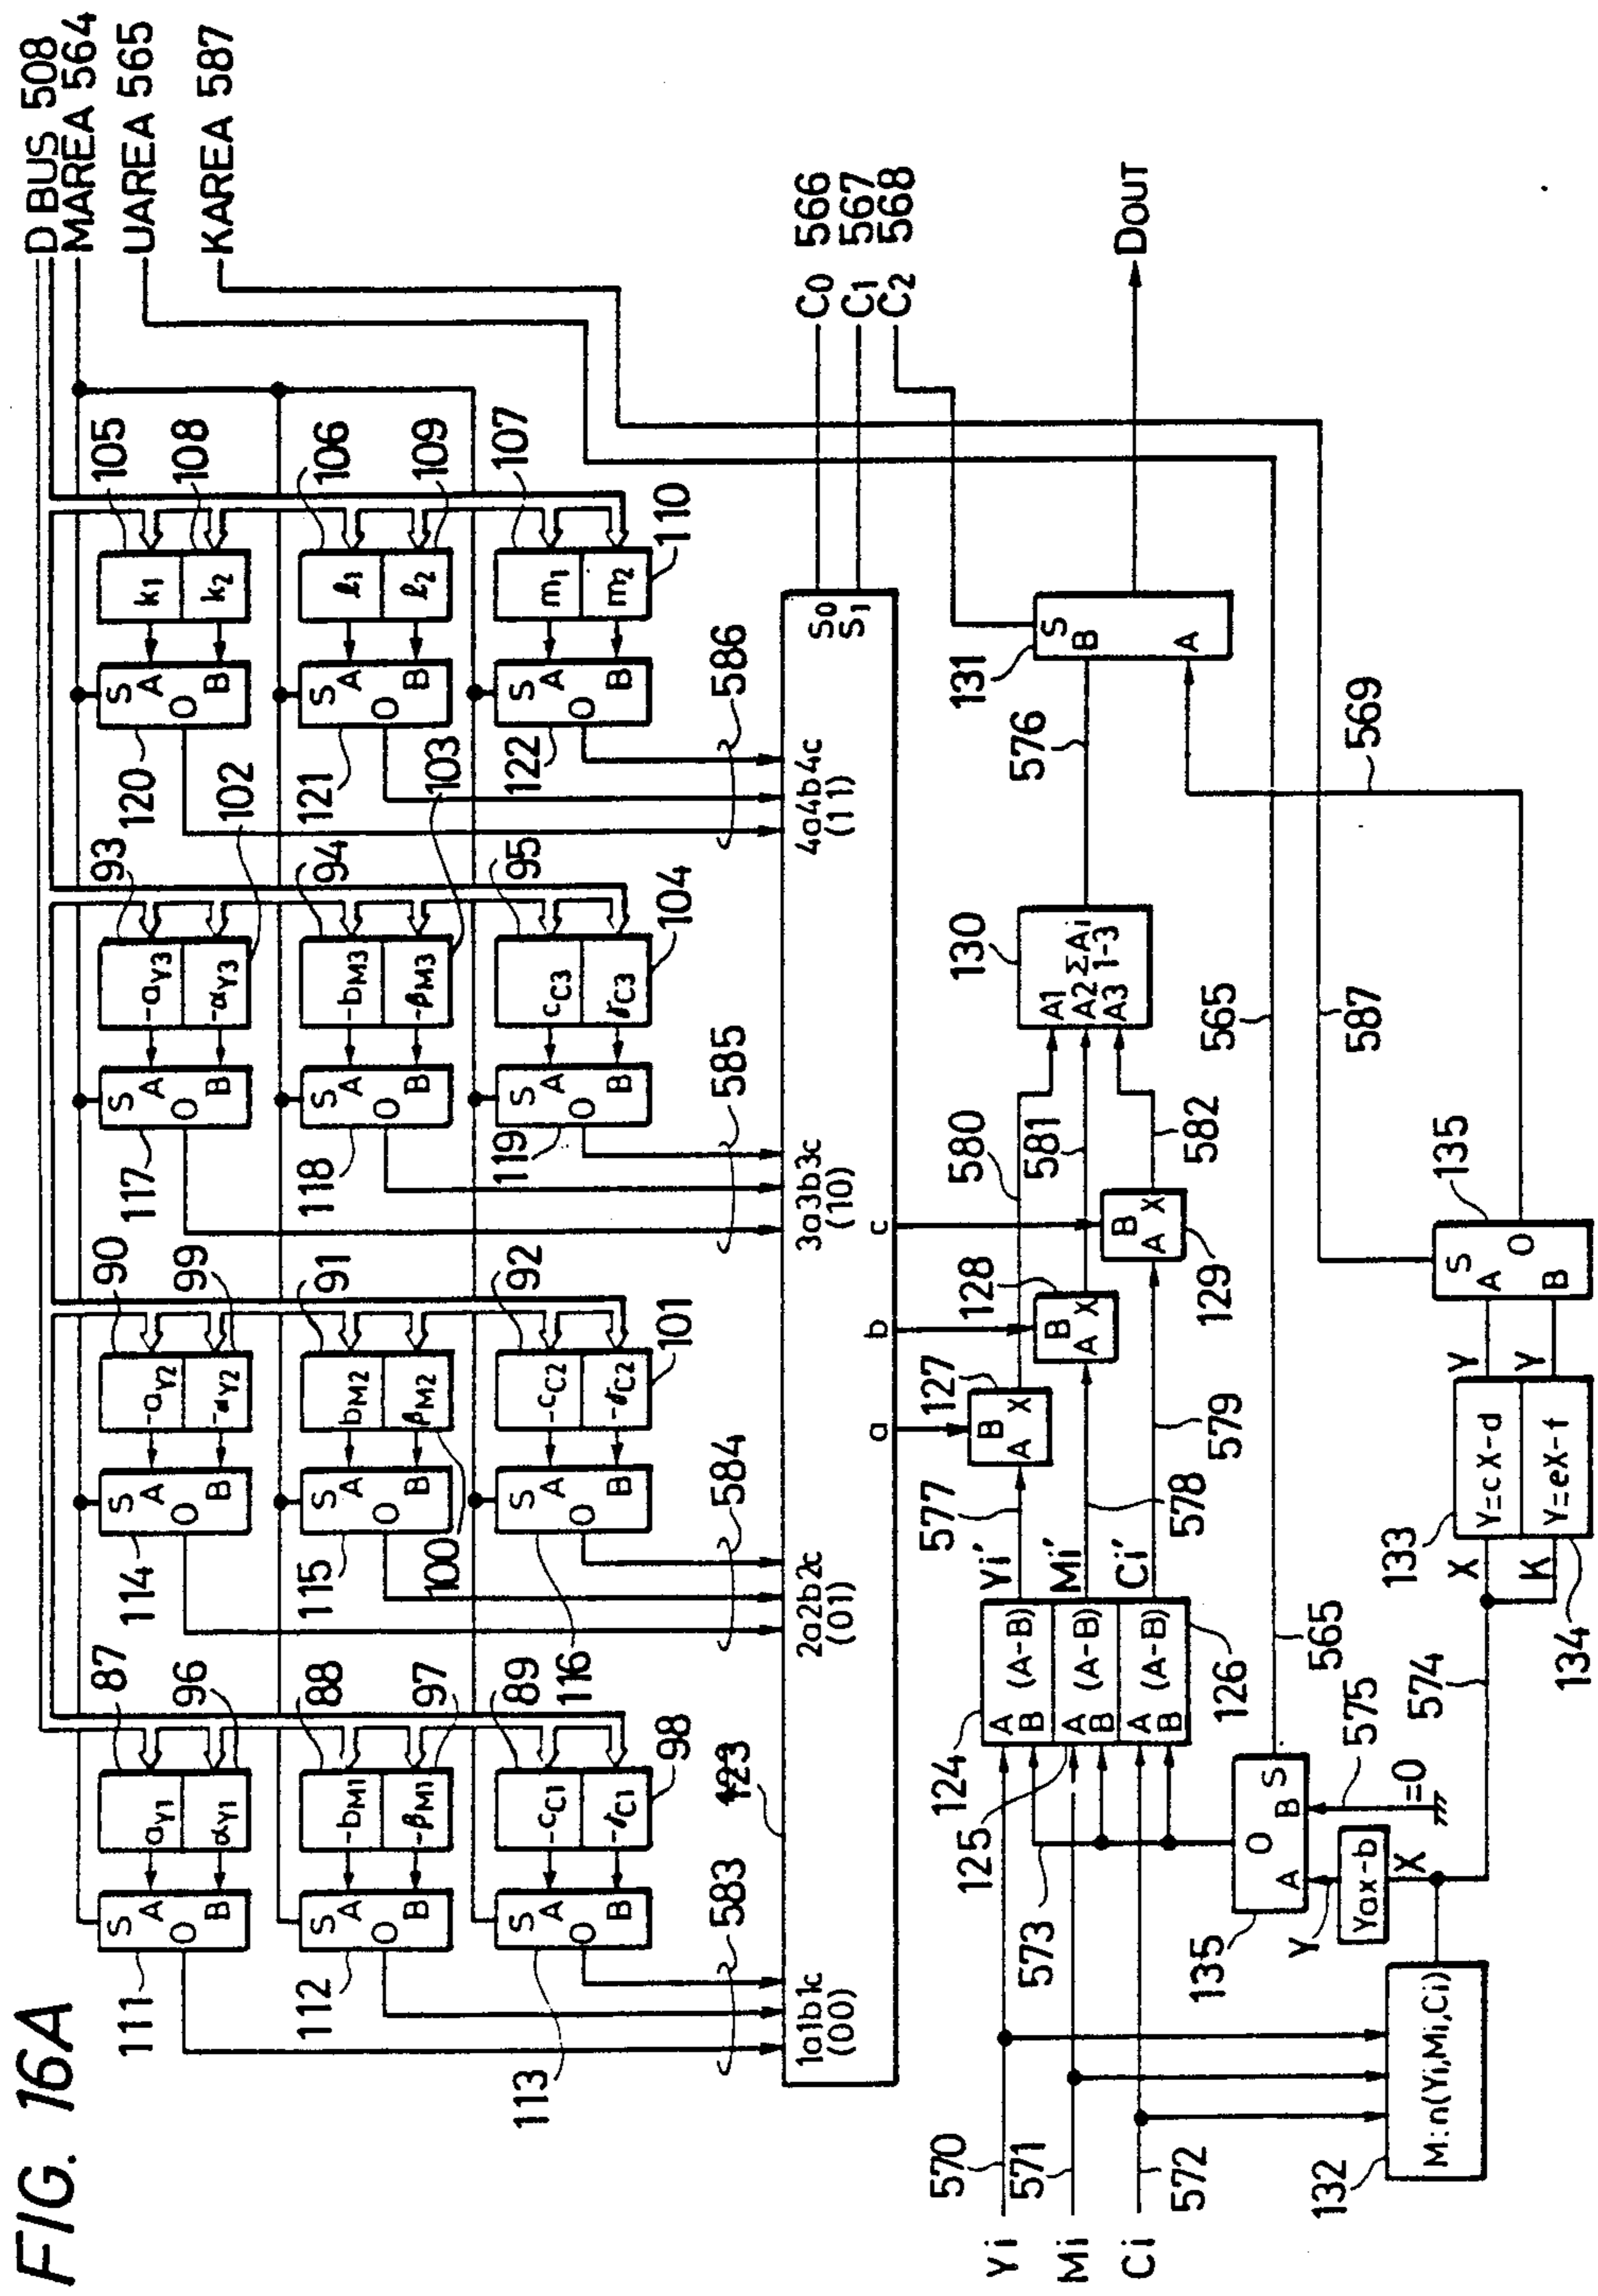 FIG. 16A
D BUS 508
MAREA 564
UAREA 565
KAREA 587
111
S
A
O
B
aY1
αY1
87
96
112
S
A
O
B
-bM1
-βM1
88
97
113
S
A
O
B
-cC1
-γC1
89
98
583
114
S
A
O
B
-aY2
-αY2
90
99
115
S
A
O
B
bM2
βM2
91
100
116
S
A
O
B
-cC2
-γC2
92
101
584
117
S
A
O
B
-aY3
-αY3
93
102
118
S
A
O
B
-bM3
-βM3
94
103
119
S
A
O
B
cC3
γC3
95
104
585
120
S
A
O
B
k1
k2
105
108
121
S
A
O
B
ℓ1
ℓ2
106
109
122
S
A
O
B
m1
m2
107
110
586
123
1a1b1c
(00)
2a2b2c
(01)
3a3b3c
(10)
4a4b4c
(11)
S0
S1
a
b
c
C0 566
C1 567
C2 568
Yi
570
Mi
571
Ci
572
573
124
A
B
(A-B)
125
A
B
(A-B)
A
B
(A-B)
126
Yi'
577
Mi'
578
Ci'
579
127
B
A X
128
B
A X
129
B
A X
580
581
582
130
A1
A2 ΣAi
A3 1-3
576
131
S
B
A
DOUT
569
565
587
132
M:n(Yi,Mi,Ci)
135
O
A
B
S
Y
Yax-b
X
=0
575
565
574
X
K
133
Y=cX-d
Y=eX-f
134
Y
Y
135
S
A
O
B